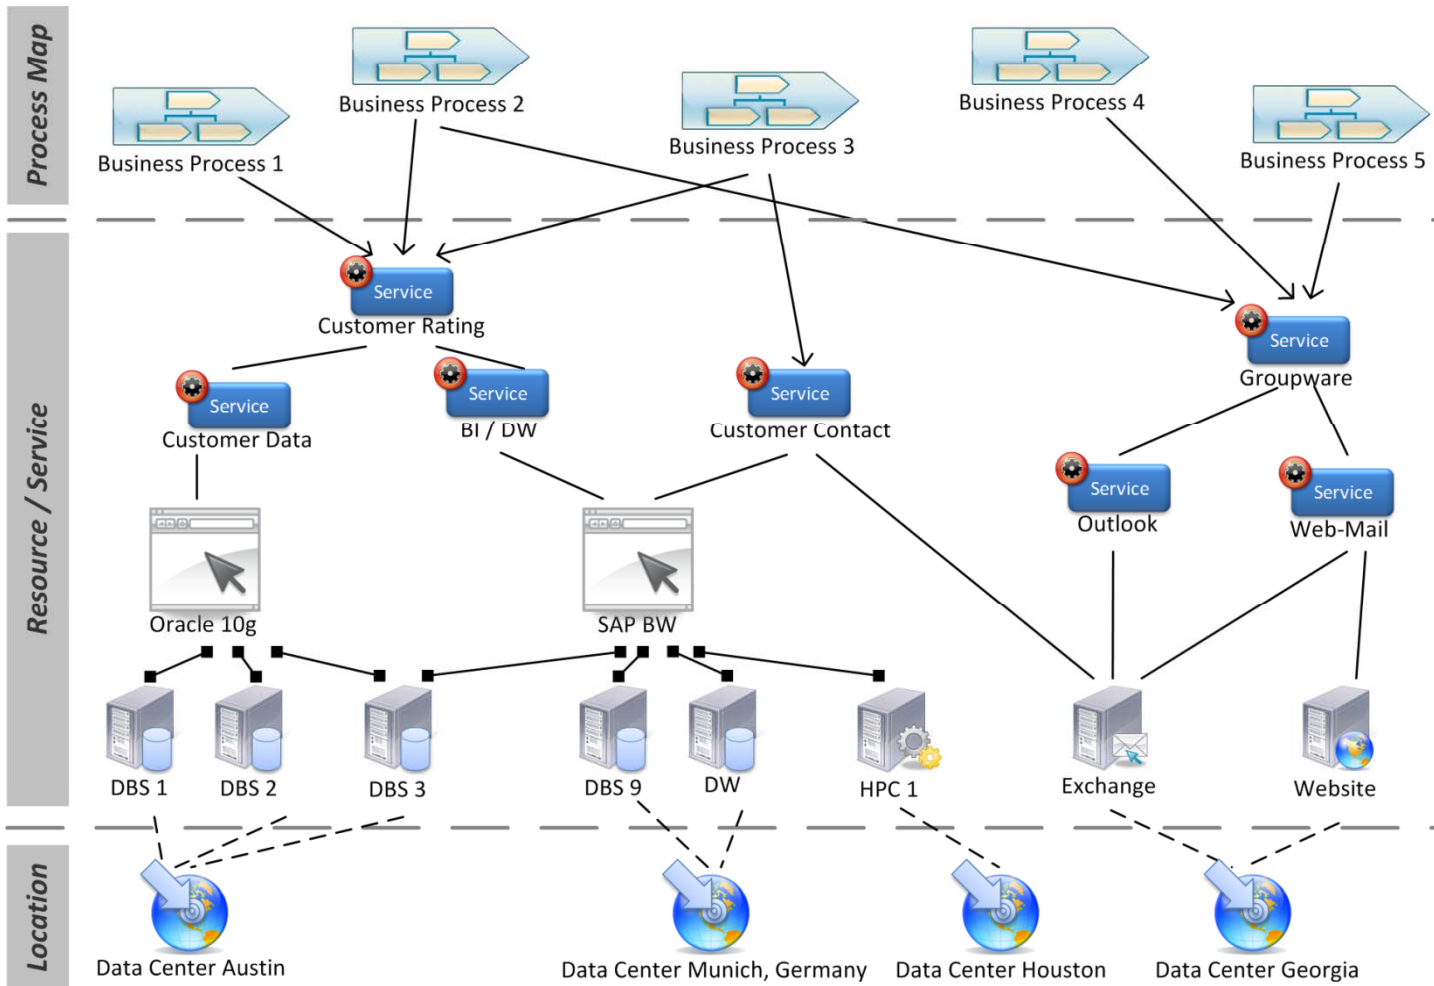 Process Map
Business Process 1
Business Process 2
Business Process 3
Business Process 4
Business Process 5
Resource / Service
Service
Customer Rating
Service
Groupware
Service
Customer Data
Service
BI / DW
Service
Customer Contact
Service
Outlook
Service
Web-Mail
Oracle 10g
SAP BW
DBS 1
DBS 2
DBS 3
DBS 9
DW
HPC 1
Exchange
Website
Location
Data Center Austin
Data Center Munich, Germany
Data Center Houston
Data Center Georgia